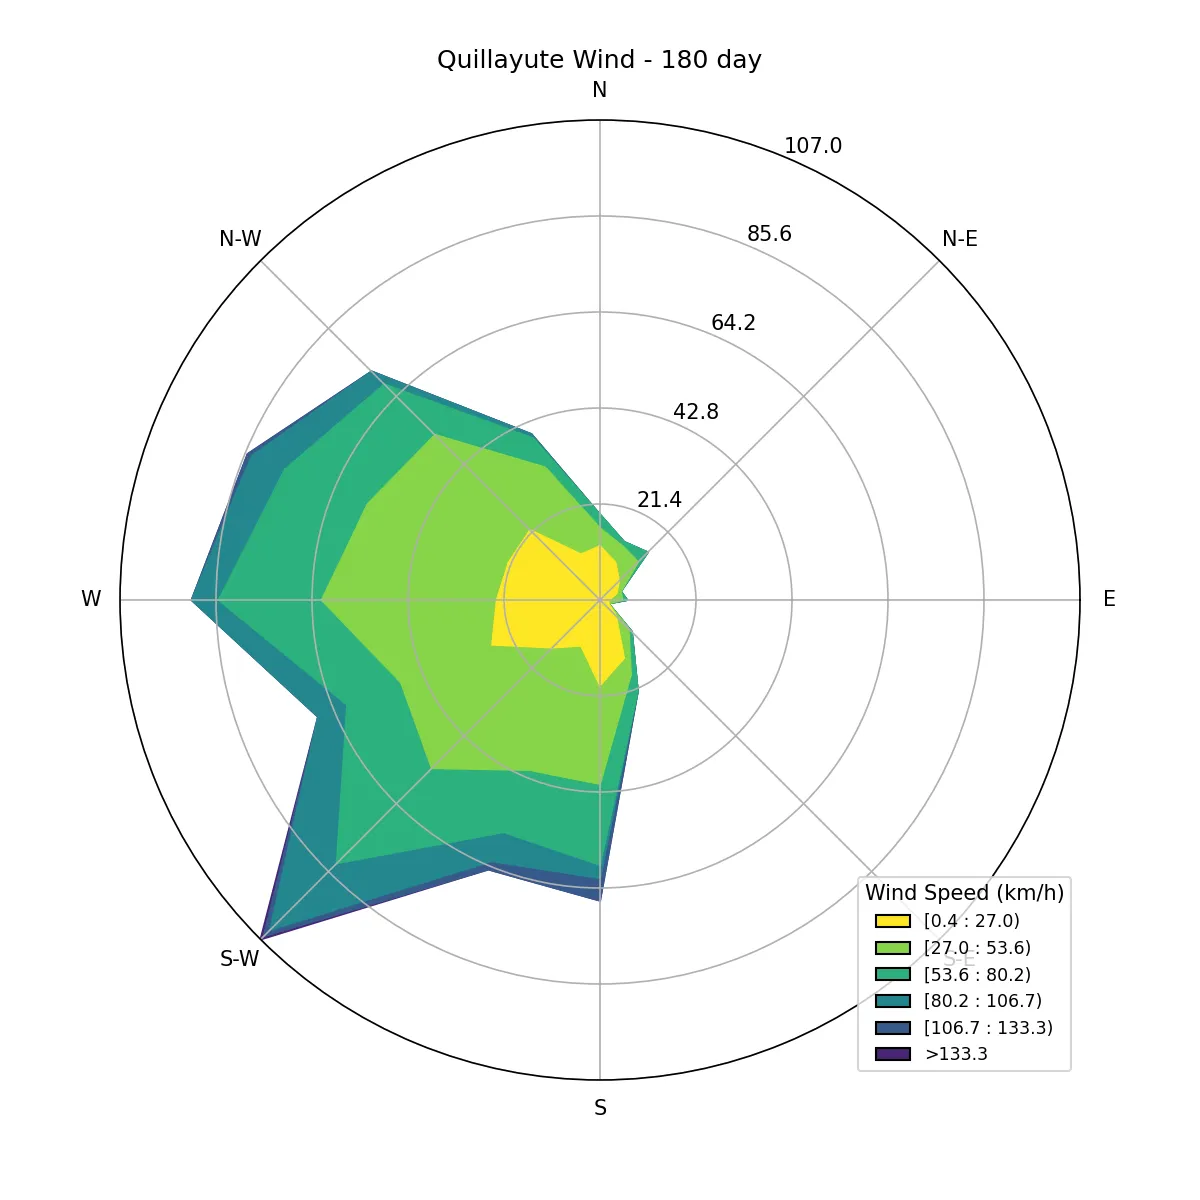 Quillayute Wind - 180 day
N
107.0
85.6
N-W
N-E
64.2
42.8
21.4
W
E
S-W
S-E
Wind Speed (km/h)
[0.4 : 27.0)
[27.0 : 53.6)
[53.6 : 80.2)
[80.2 : 106.7)
[106.7 : 133.3)
>133.3
S